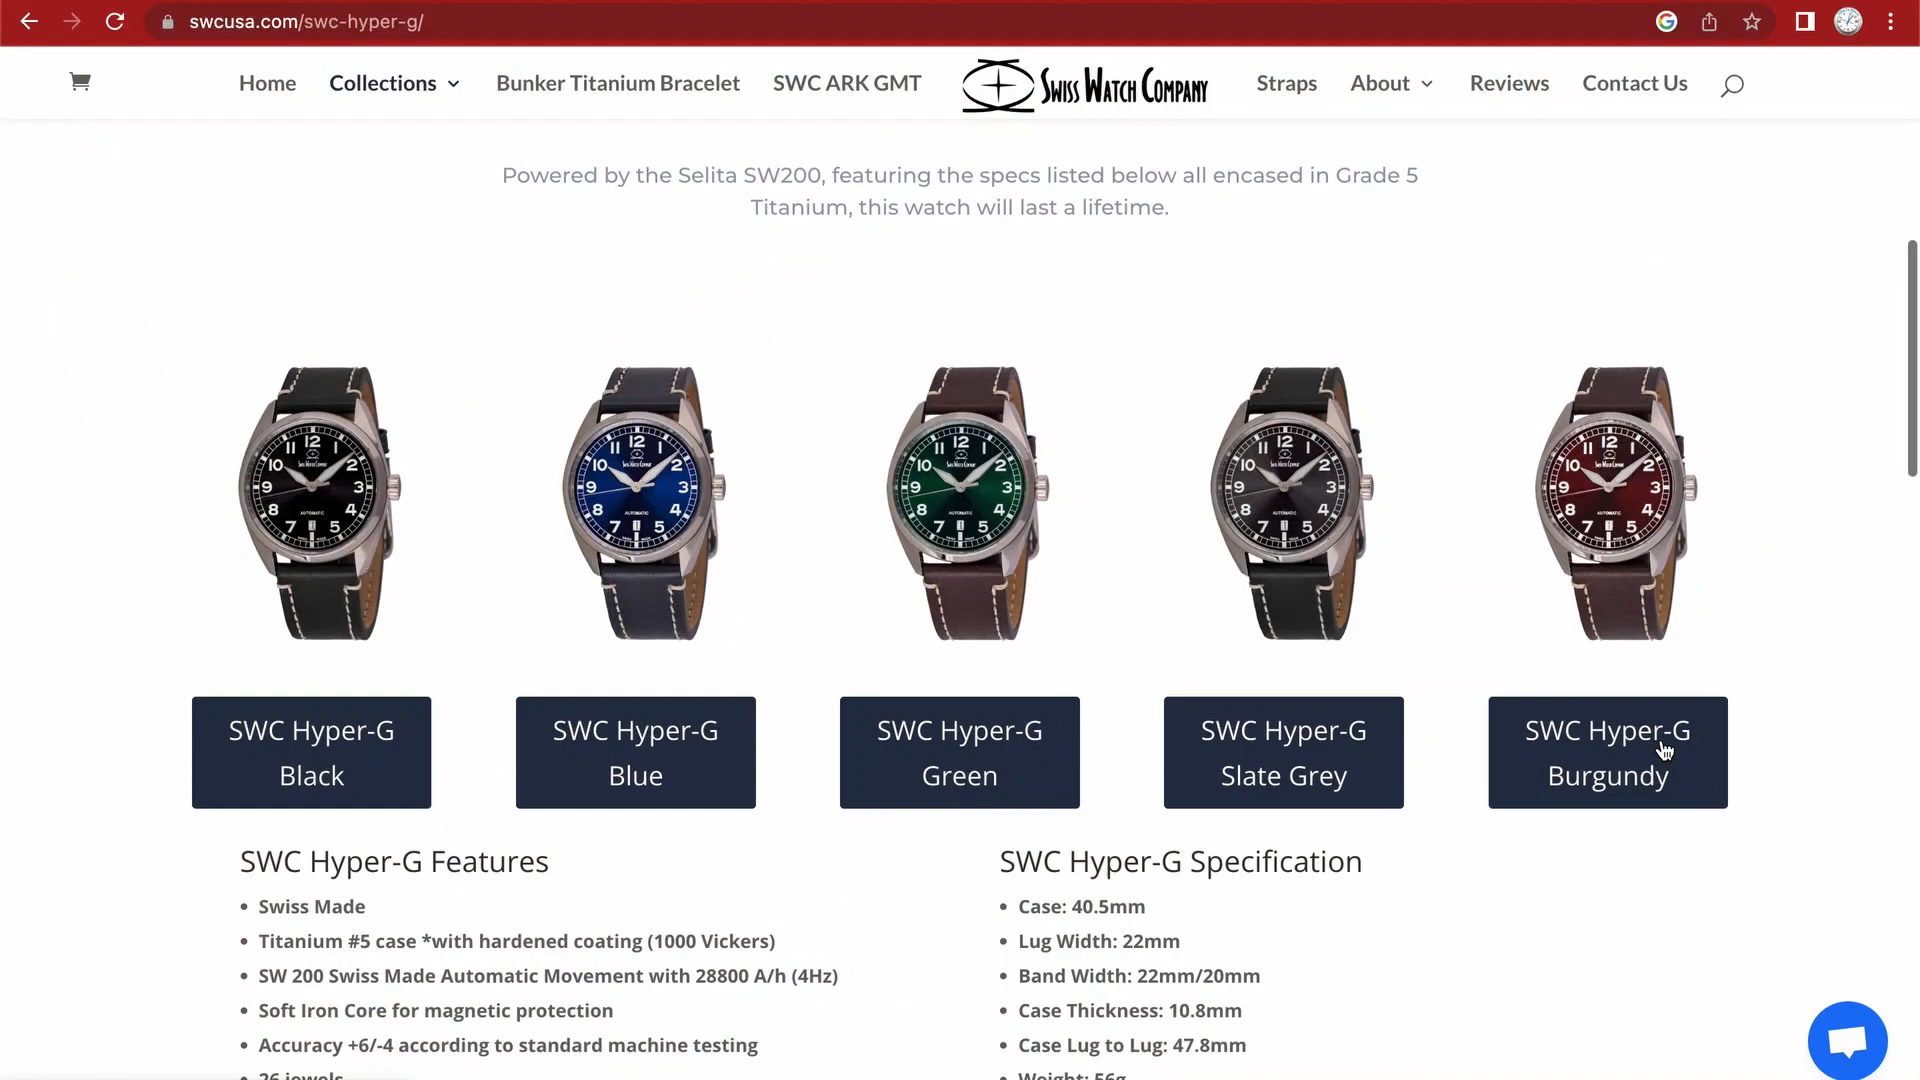 swcusa.com/swc-hyper-g/
Home
Collections
Bunker Titanium Bracelet
SWC ARK GMT
SWISS WATCH COMPANY
Straps
About
Reviews
Contact Us
Powered by the Selita SW200, featuring the specs listed below all encased in Grade 5
Titanium, this watch will last a lifetime.
SWC Hyper-G
Black
SWC Hyper-G
Blue
SWC Hyper-G
Green
SWC Hyper-G
Slate Grey
SWC Hyper-G
Burgundy
SWC Hyper-G Features
• Swiss Made
• Titanium #5 case *with hardened coating (1000 Vickers)
• SW 200 Swiss Made Automatic Movement with 28800 A/h (4Hz)
• Soft Iron Core for magnetic protection
• Accuracy +6/-4 according to standard machine testing
• 26 jewels
SWC Hyper-G Specification
• Case: 40.5mm
• Lug Width: 22mm
• Band Width: 22mm/20mm
• Case Thickness: 10.8mm
• Case Lug to Lug: 47.8mm
• Weight: 56g